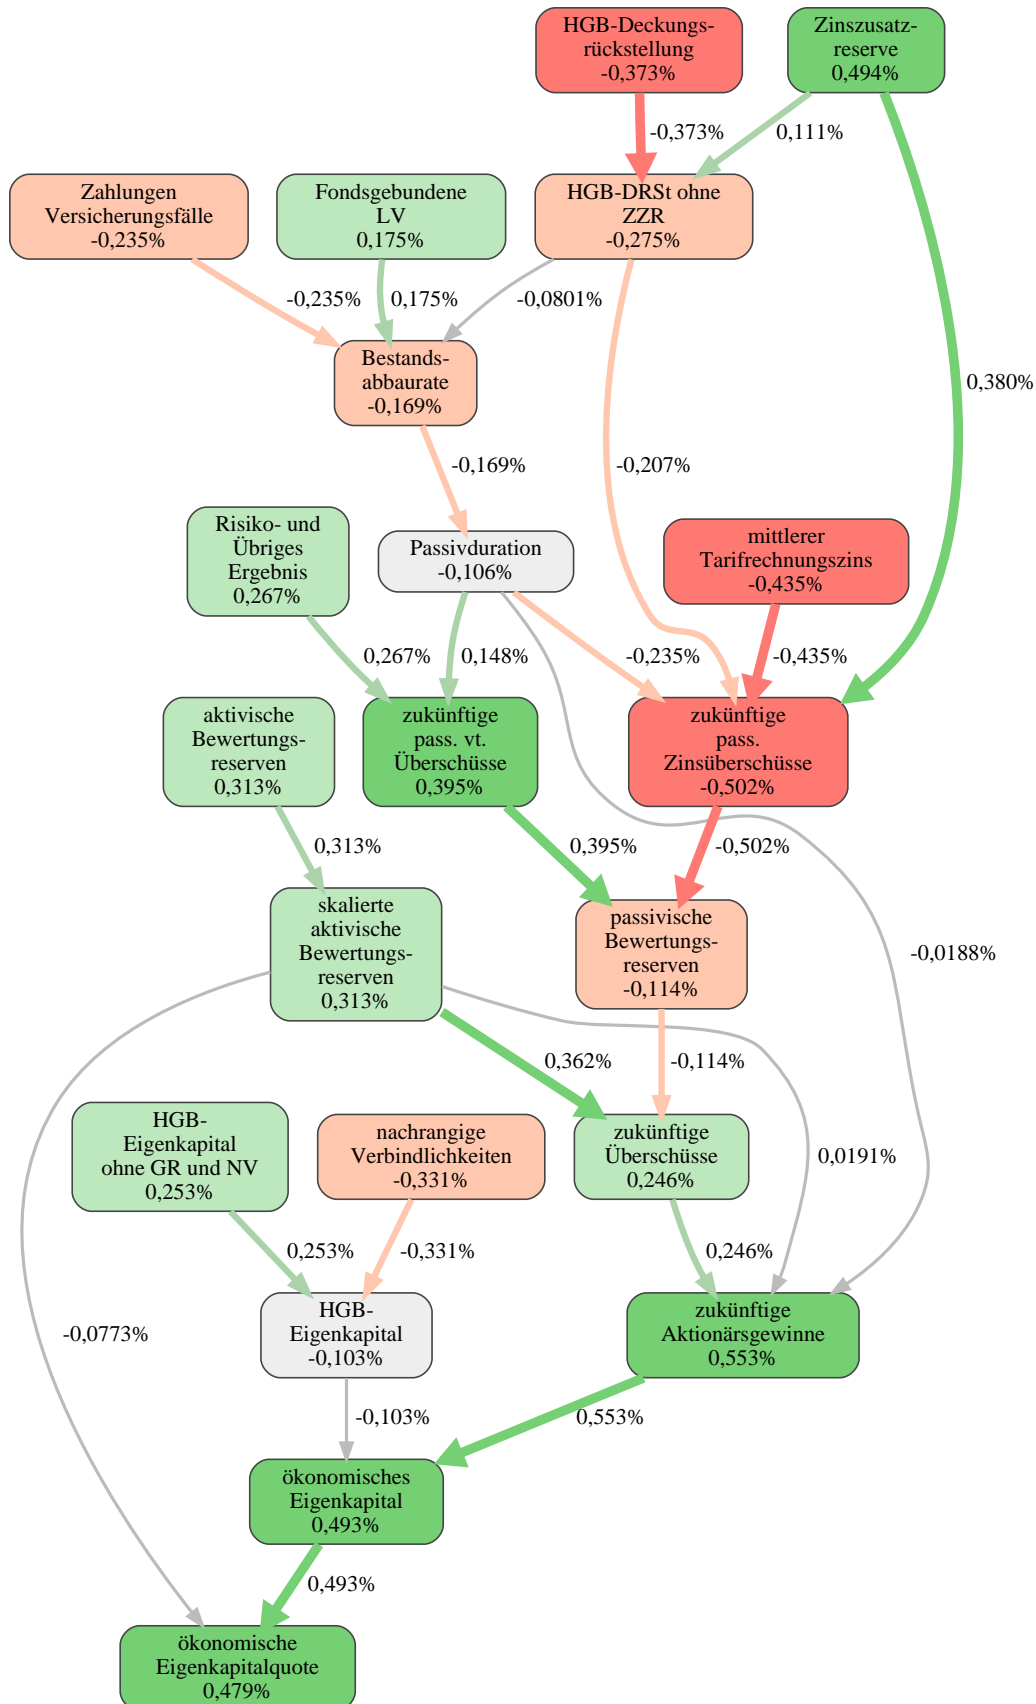 HGB-Deckungs-
rückstellung
-0,373%
Zinszusatz-
reserve
0,494%
-0,373%
0,111%
Zahlungen
Versicherungsfälle
-0,235%
Fondsgebundene
LV
0,175%
HGB-DRSt ohne
ZZR
-0,275%
-0,235%
0,175%
-0,0801%
Bestands-
abbaurate
-0,169%
0,380%
-0,169%
-0,207%
Risiko- und
Übriges
Ergebnis
0,267%
Passivduration
-0,106%
mittlerer
Tarifrechnungszins
-0,435%
0,267%
0,148%
-0,235%
-0,435%
aktivische
Bewertungs-
reserven
0,313%
zukünftige
pass. vt.
Überschüsse
0,395%
zukünftige
pass.
Zinsüberschüsse
-0,502%
0,313%
0,395%
-0,502%
skalierte
aktivische
Bewertungs-
reserven
0,313%
passivische
Bewertungs-
reserven
-0,114%
-0,0188%
0,362%
-0,114%
HGB-
Eigenkapital
ohne GR und NV
0,253%
nachrangige
Verbindlichkeiten
-0,331%
zukünftige
Überschüsse
0,246%
0,0191%
0,253%
-0,331%
0,246%
-0,0773%
HGB-
Eigenkapital
-0,103%
zukünftige
Aktionärsgewinne
0,553%
-0,103%
0,553%
ökonomisches
Eigenkapital
0,493%
0,493%
ökonomische
Eigenkapitalquote
0,479%